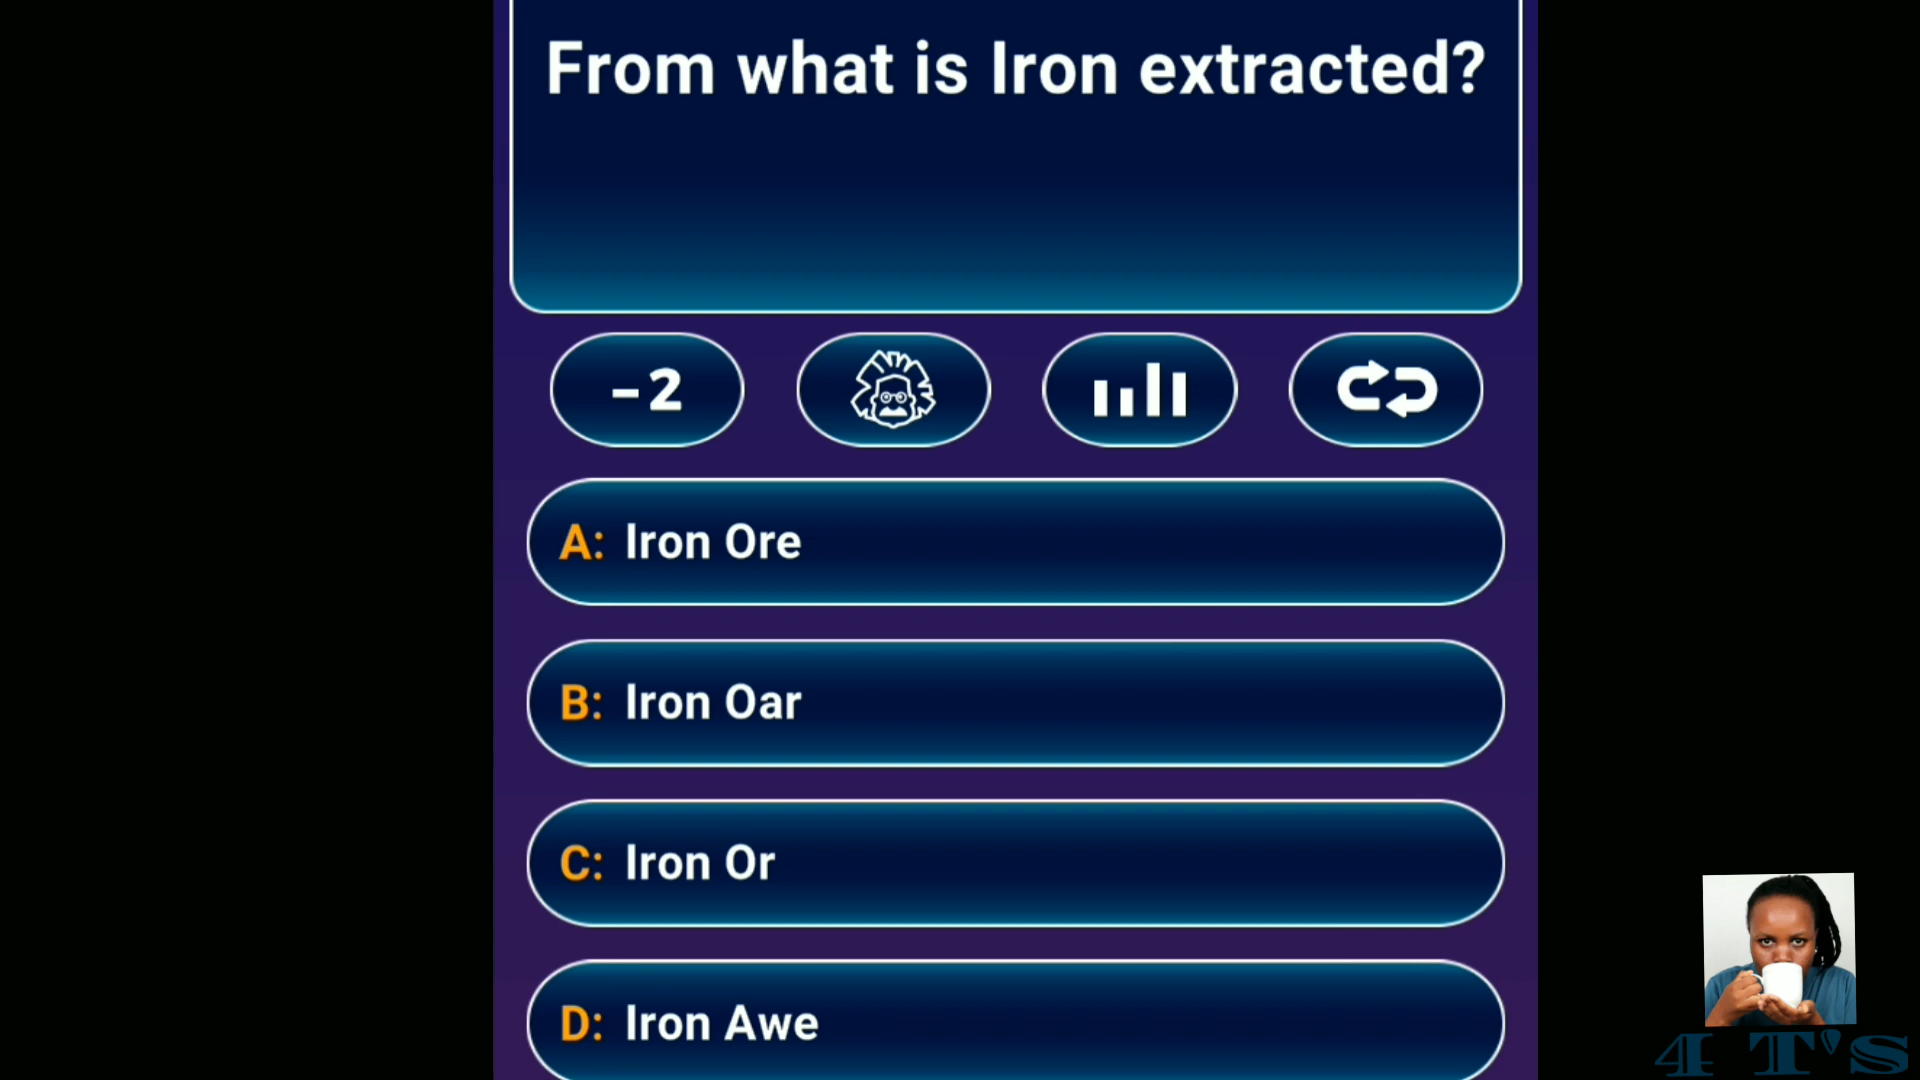 From what is Iron extracted?
-2
A: Iron Ore
B: Iron Oar
C: Iron Or
D: Iron Awe
4 T's